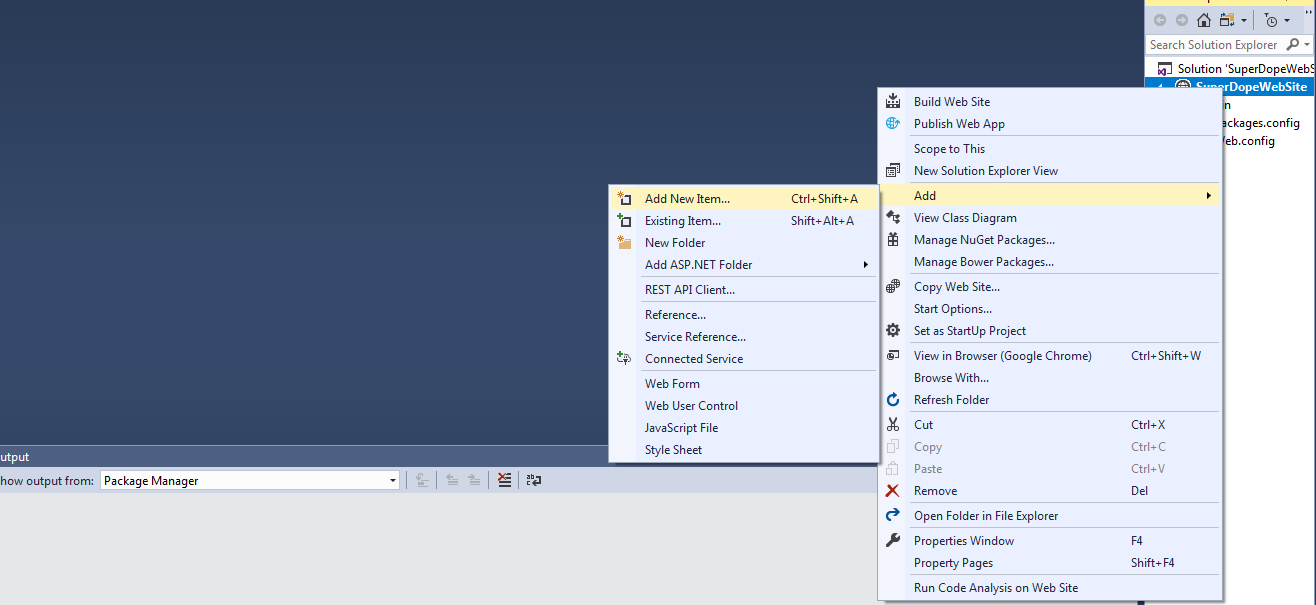 Search Solution Explorer
Solution 'SuperDopeWebS
SuperDopeWebSite
n
ackages.config
eb.config
Build Web Site
Publish Web App
Scope to This
New Solution Explorer View
Add
View Class Diagram
Manage NuGet Packages...
Manage Bower Packages...
Copy Web Site...
Start Options...
Set as StartUp Project
View in Browser (Google Chrome) Ctrl+Shift+W
Browse With...
Refresh Folder
Cut Ctrl+X
Copy Ctrl+C
Paste Ctrl+V
Remove Del
Open Folder in File Explorer
Properties Window F4
Property Pages Shift+F4
Run Code Analysis on Web Site
Add New Item... Ctrl+Shift+A
Existing Item... Shift+Alt+A
New Folder
Add ASP.NET Folder
REST API Client...
Reference...
Service Reference...
Connected Service
Web Form
Web User Control
JavaScript File
Style Sheet
utput
how output from: Package Manager